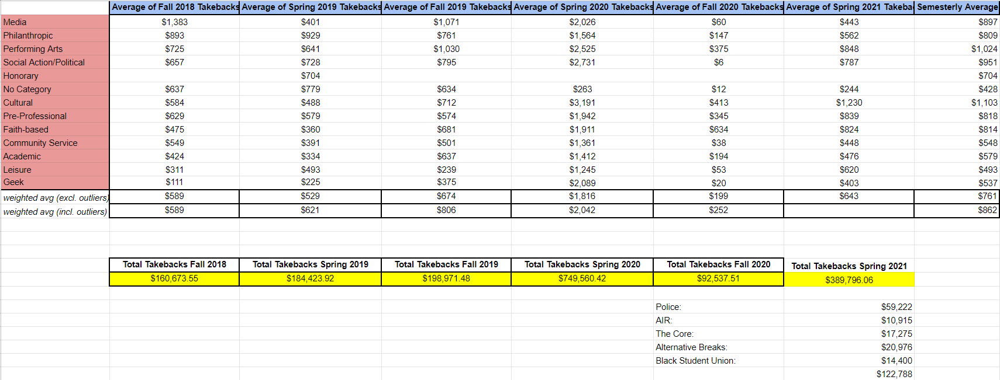 Average of Fall 2018 Takebacks Average of Spring 2019 Takebacks Average of Fall 2019 Takebacks Average of Spring 2020 Takebacks Average of Fall 2020 Takebacks Average of Spring 2021 Takeba Semesterly Average
Media $1,383 $401 $1,071 $2,026 $60 $443 $897
Philanthropic $893 $929 $761 $1,564 $147 $562 $809
Performing Arts $725 $641 $1,030 $2,525 $375 $848 $1,024
Social Action/Political $657 $728 $795 $2,731 $6 $787 $951
Honorary $704 $704
No Category $637 $779 $634 $263 $12 $244 $428
Cultural $584 $488 $712 $3,191 $413 $1,230 $1,103
Pre-Professional $629 $579 $574 $1,942 $345 $839 $818
Faith-based $475 $360 $681 $1,911 $634 $824 $814
Community Service $549 $391 $501 $1,361 $38 $448 $548
Academic $424 $334 $637 $1,412 $194 $476 $579
Leisure $311 $493 $239 $1,245 $53 $620 $493
Geek $111 $225 $375 $2,089 $20 $403 $537
weighted avg (excl. outliers) $589 $529 $674 $1,816 $199 $643 $761
weighted avg (incl. outliers) $589 $621 $806 $2,042 $252 $862
Total Takebacks Fall 2018 Total Takebacks Spring 2019 Total Takebacks Fall 2019 Total Takebacks Spring 2020 Total Takebacks Fall 2020 Total Takebacks Spring 2021
$160,673.55 $184,423.92 $198,971.48 $749,560.42 $92,537.51 $389,796.06
Police: $59,222
AIR: $10,915
The Core: $17,275
Alternative Breaks: $20,976
Black Student Union: $14,400
$122,788